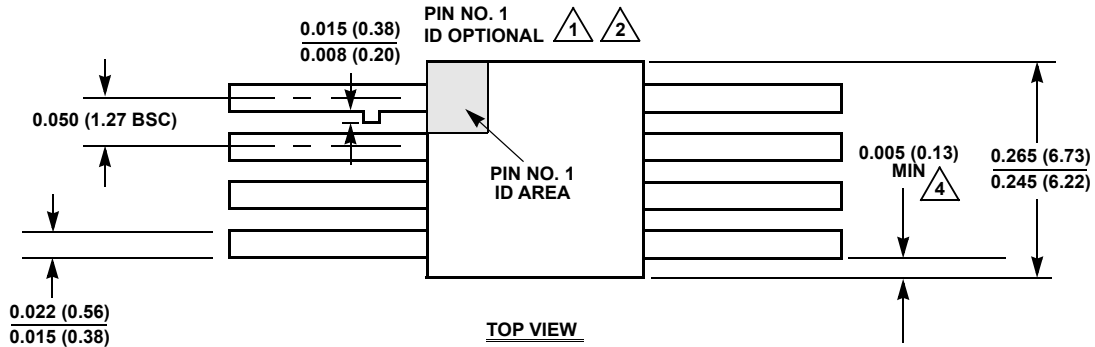 PIN NO. 1
ID OPTIONAL 1 2
0.015 (0.38)
0.008 (0.20)
0.050 (1.27 BSC)
PIN NO. 1
ID AREA
0.005 (0.13)
MIN 4
0.265 (6.73)
0.245 (6.22)
0.022 (0.56)
0.015 (0.38)
TOP VIEW